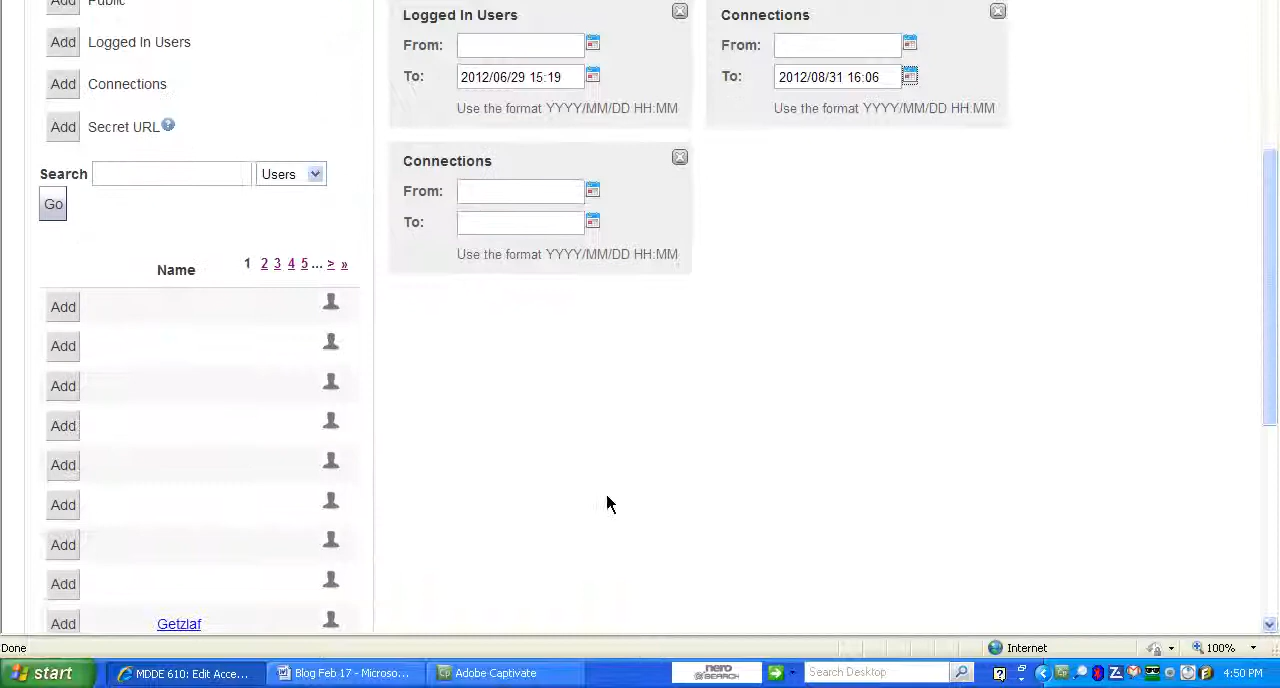 Add Public
Logged In Users
Connections
From:
From:
Add Logged In Users
To: 2012/06/29 15:19
To: 2012/08/31 16:06
Add Connections
Use the format YYYY/MM/DD HH:MM
Use the format YYYY/MM/DD HH:MM
Add Secret URL ?
Connections
Search Users
From:
Go
To:
Use the format YYYY/MM/DD HH:MM
Name 1 2 3 4 5 ... > »
Add
Add
Add
Add
Add
Add
Add
Add
Add Getzlaf
Done Internet 100%
start MDDE 610: Edit Acce... Blog Feb 17 - Microso... Adobe Captivate nero SEARCH Search Desktop 4:50 PM